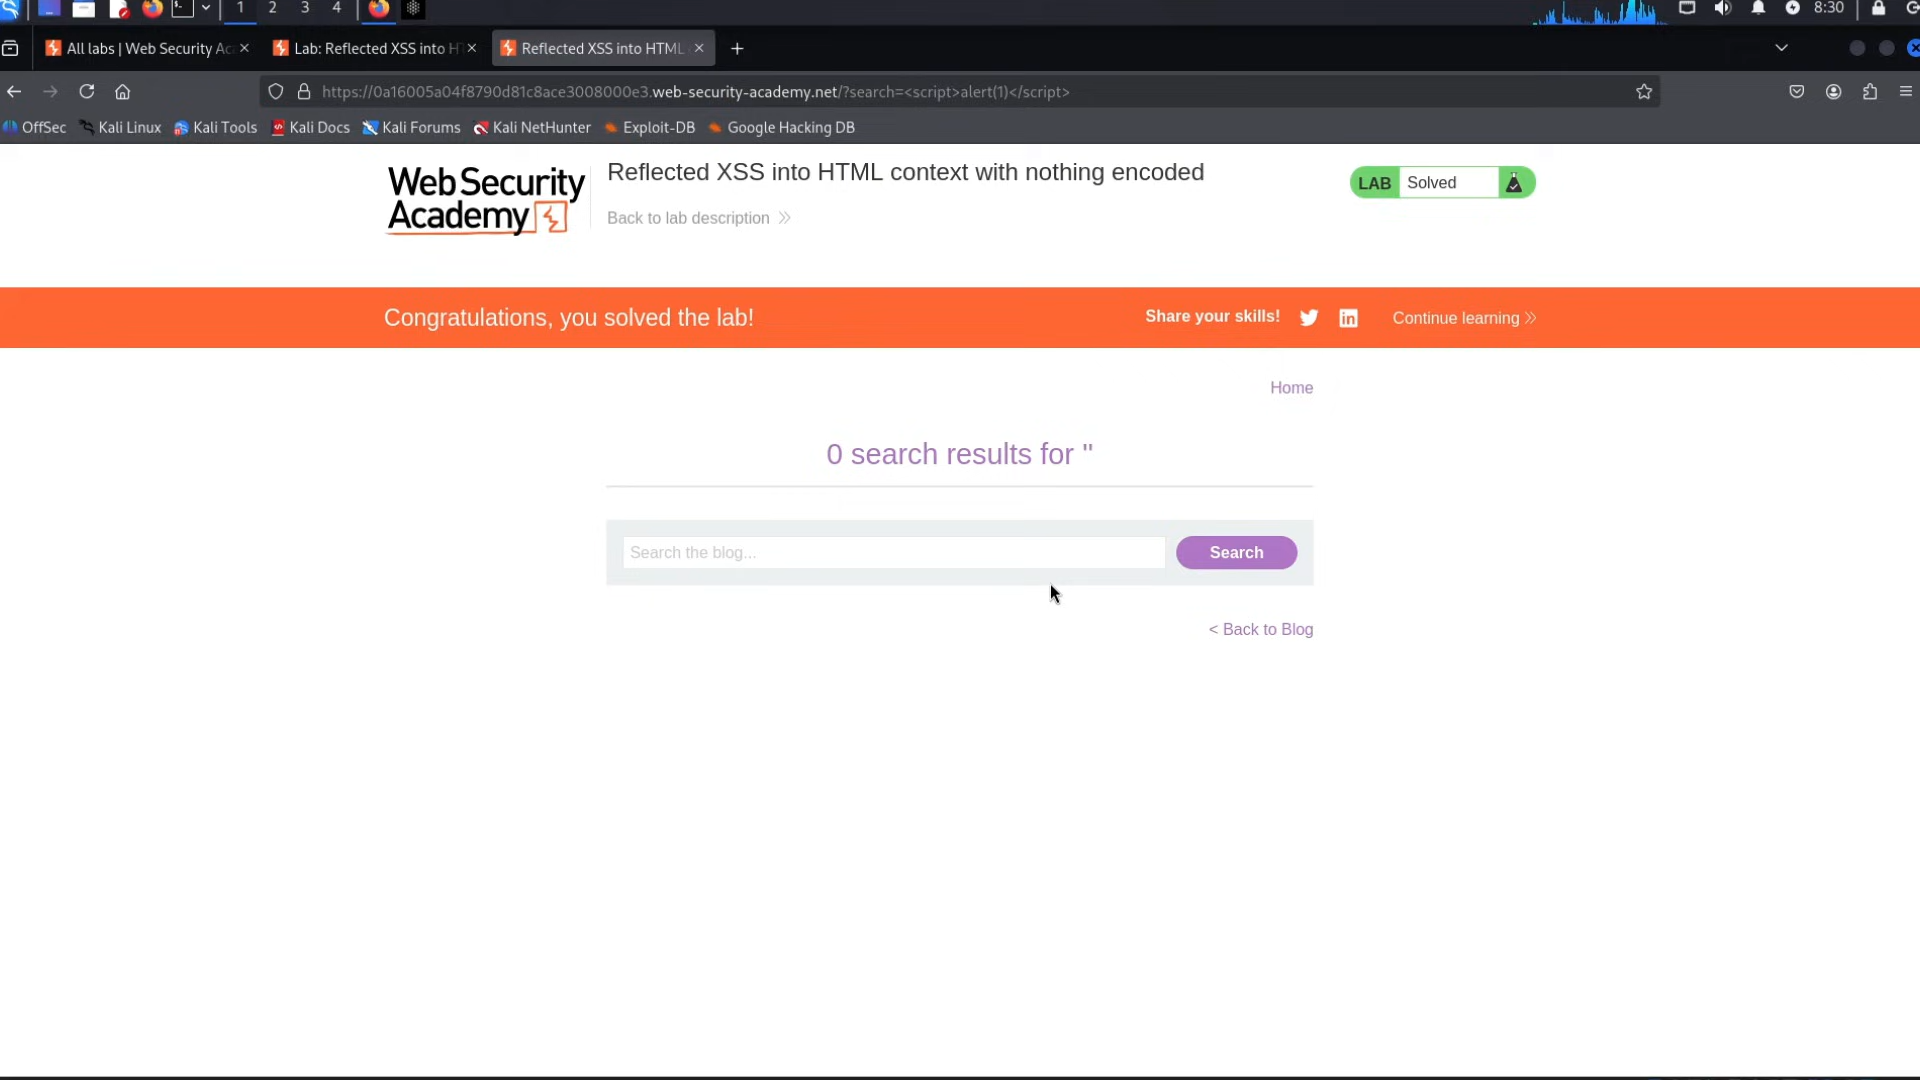 1 2 3 4 8:30
All labs | Web Security Ac Lab: Reflected XSS into H Reflected XSS into HTML
https://0a16005a04f8790d81c8ace3008000e3.web-security-academy.net/?search=<script>alert(1)</script>
OffSec Kali Linux Kali Tools Kali Docs Kali Forums Kali NetHunter Exploit-DB Google Hacking DB
Web Security
Academy
Reflected XSS into HTML context with nothing encoded
Back to lab description
LAB Solved
Congratulations, you solved the lab!
Share your skills!
Continue learning
Home
0 search results for ''
Search the blog...
Search
< Back to Blog